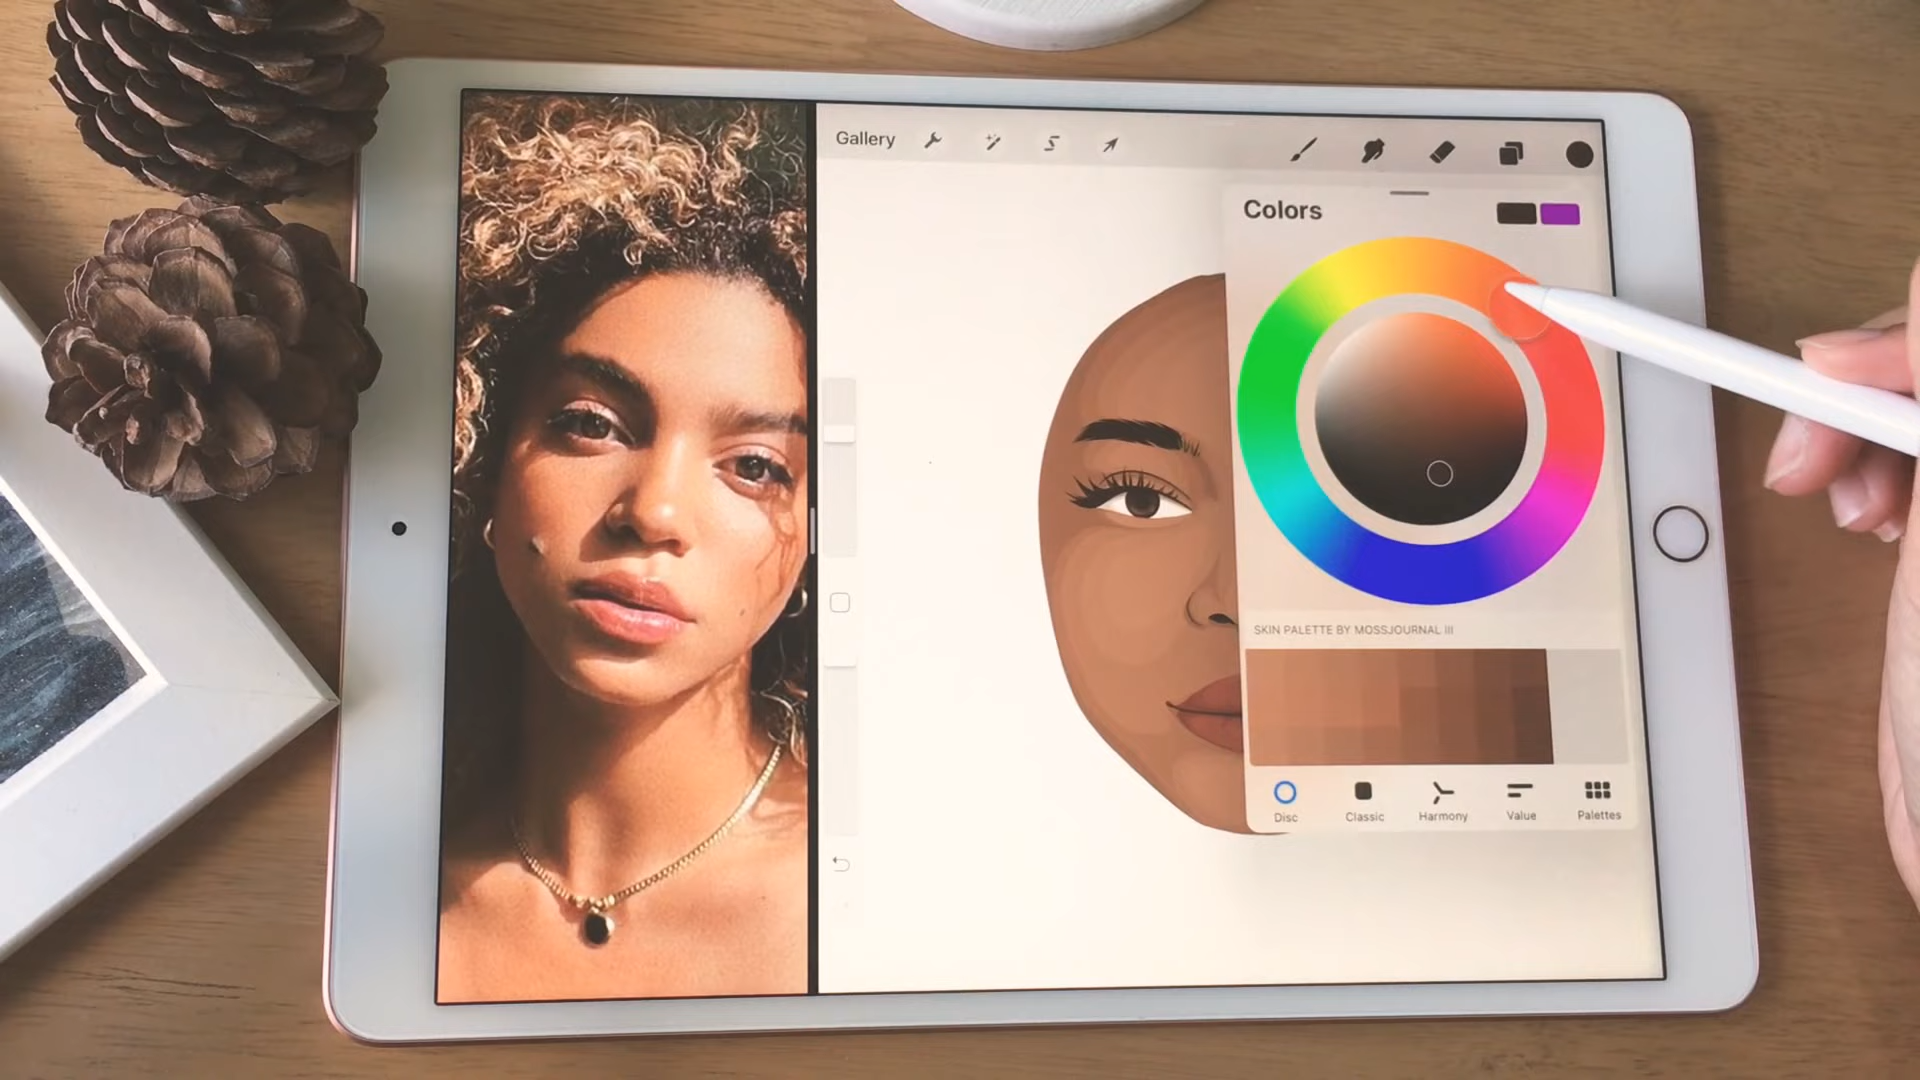 Gallery
Colors
SKIN PALETTE BY MOSSJOURNAL III
Disc
Classic
Harmony
Value
Palettes